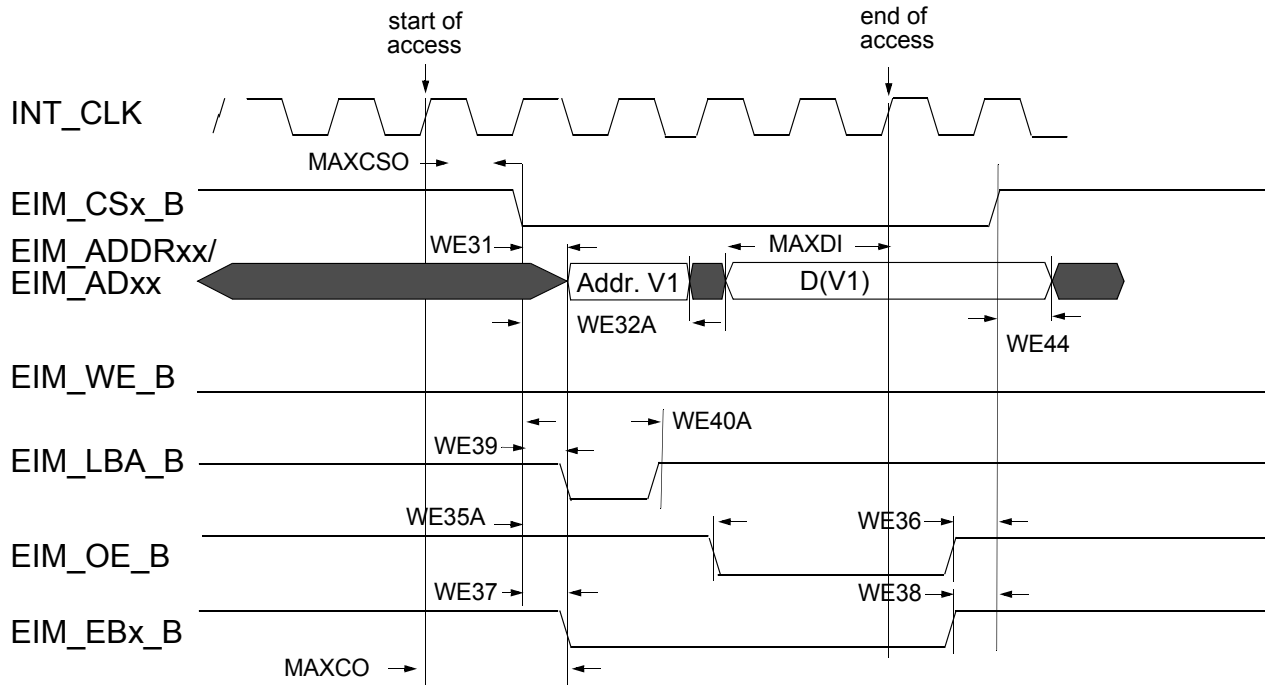 start of
access
end of
access
INT_CLK
MAXCSO
EIM_CSx_B
EIM_ADDRxx/
EIM_ADxx
WE31
MAXDI
Addr. V1
D(V1)
WE32A
WE44
EIM_WE_B
WE40A
WE39
EIM_LBA_B
WE35A
WE36
EIM_OE_B
WE37
WE38
EIM_EBx_B
MAXCO